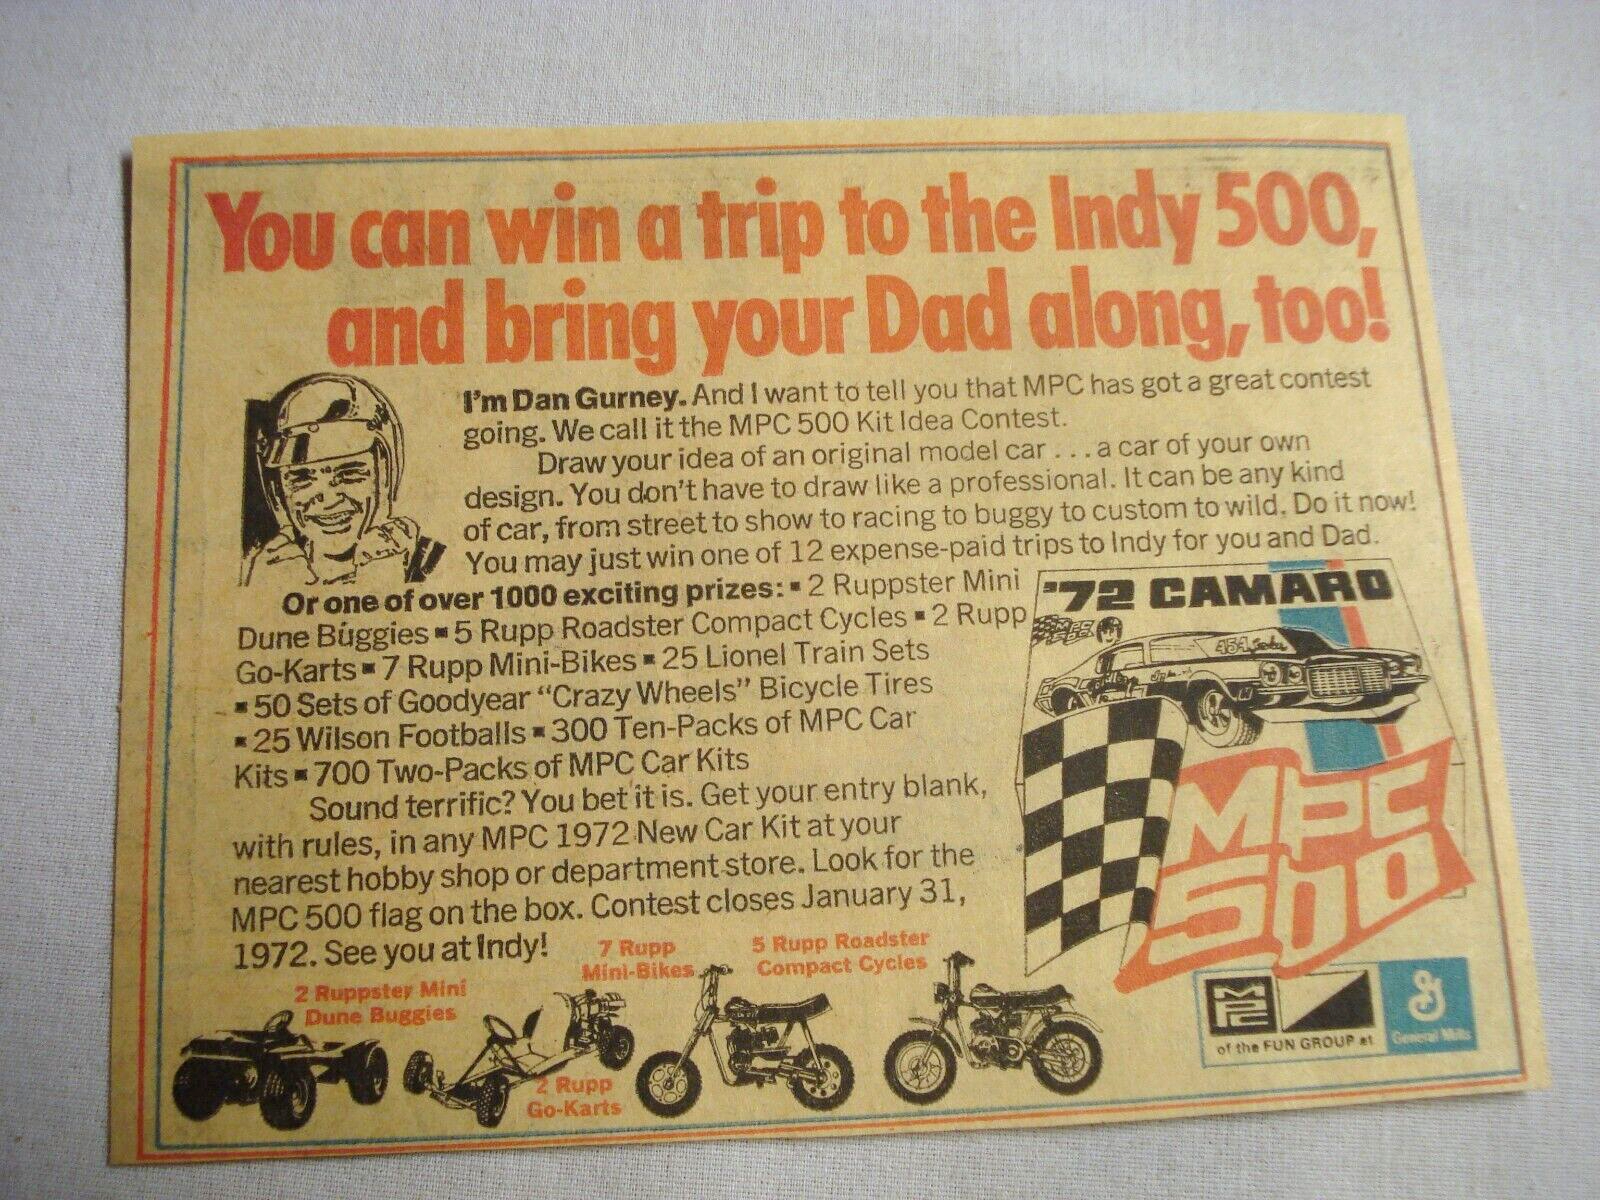 You can win a trip to the Indy 500,
and bring your Dad along, too!
I'm Dan Gurney. And I want to tell you that MPC has got a great contest
going. We call it the MPC 500 Kit Idea Contest.
Draw your idea of an original model car . . . a car of your own
design. You don't have to draw like a professional. It can be any kind
of car, from street to show to racing to buggy to custom to wild. Do it now!
You may just win one of 12 expense-paid trips to Indy for you and Dad.
Or one of over 1000 exciting prizes: ▪ 2 Ruppster Mini
Dune Buggies ▪ 5 Rupp Roadster Compact Cycles ▪ 2 Rupp
Go-Karts ▪ 7 Rupp Mini-Bikes ▪ 25 Lionel Train Sets
▪ 50 Sets of Goodyear "Crazy Wheels" Bicycle Tires
▪ 25 Wilson Footballs ▪ 300 Ten-Packs of MPC Car
Kits ▪ 700 Two-Packs of MPC Car Kits
Sound terrific? You bet it is. Get your entry blank,
with rules, in any MPC 1972 New Car Kit at your
nearest hobby shop or department store. Look for the
MPC 500 flag on the box. Contest closes January 31,
1972. See you at Indy!
'72 CAMARO
454
MPC
500
7 Rupp
Mini-Bikes
5 Rupp Roadster
Compact Cycles
2 Ruppster Mini
Dune Buggies
2 Rupp
Go-Karts
MPC
of the FUN GROUP at
G
General Mills